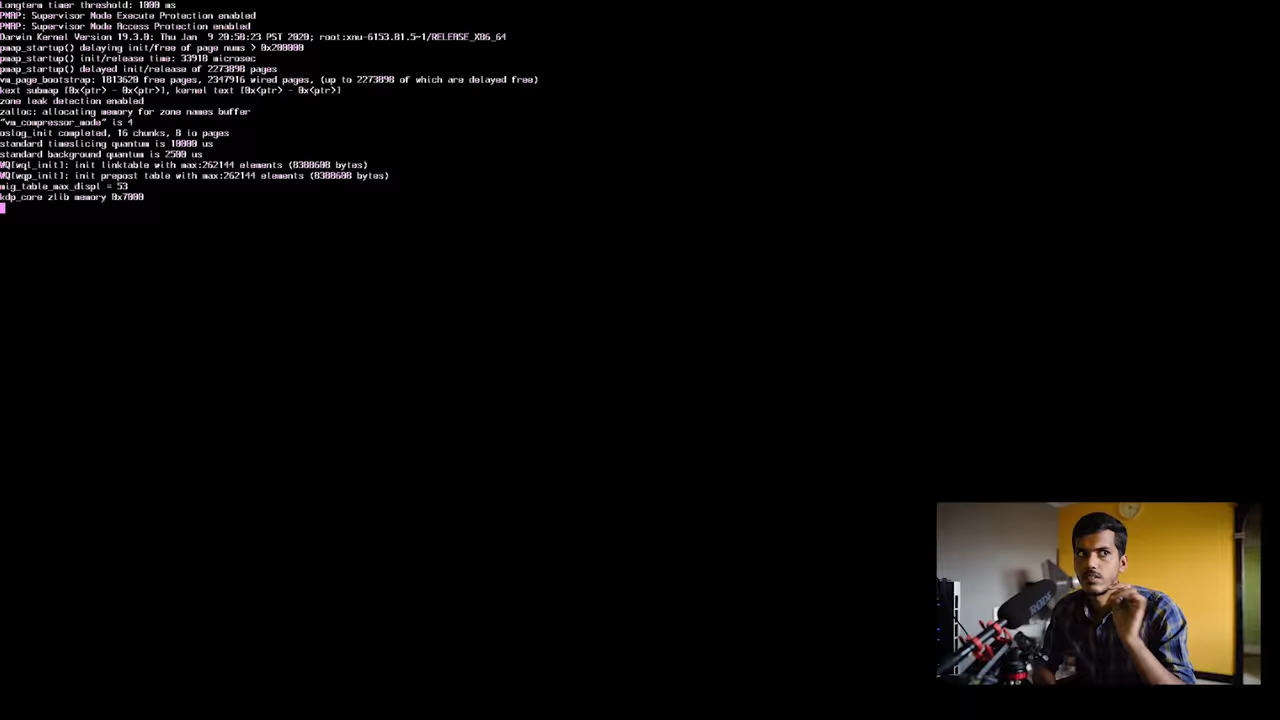 Longterm timer threshold: 1000 ms
PMAP: Supervisor Mode Execute Protection enabled
PMAP: Supervisor Mode Access Protection enabled
Darwin Kernel Version 19.3.0: Thu Jan  9 20:58:23 PST 2020; root:xnu-6153.81.5~1/RELEASE_X86_64
pmap_startup() delaying init/free of page nums > 0x200000
pmap_startup() init/release time: 33918 microsec
pmap_startup() delayed init/release of 2273898 pages
vm_page_bootstrap: 1813620 free pages, 2347916 wired pages, (up to 2273898 of which are delayed free)
kext submap [0x<ptr> - 0x<ptr>], kernel text [0x<ptr> - 0x<ptr>]
zone leak detection enabled
zalloc: allocating memory for zone names buffer
"vm_compressor_mode" is 4
oslog_init completed, 16 chunks, 8 io pages
standard timeslicing quantum is 10000 us
standard background quantum is 2500 us
WQ[wql_init]: init linktable with max:262144 elements (8388608 bytes)
WQ[wqp_init]: init prepost table with max:262144 elements (8388608 bytes)
mig_table_max_displ = 53
kdp_core zlib memory 0x7000
RODE